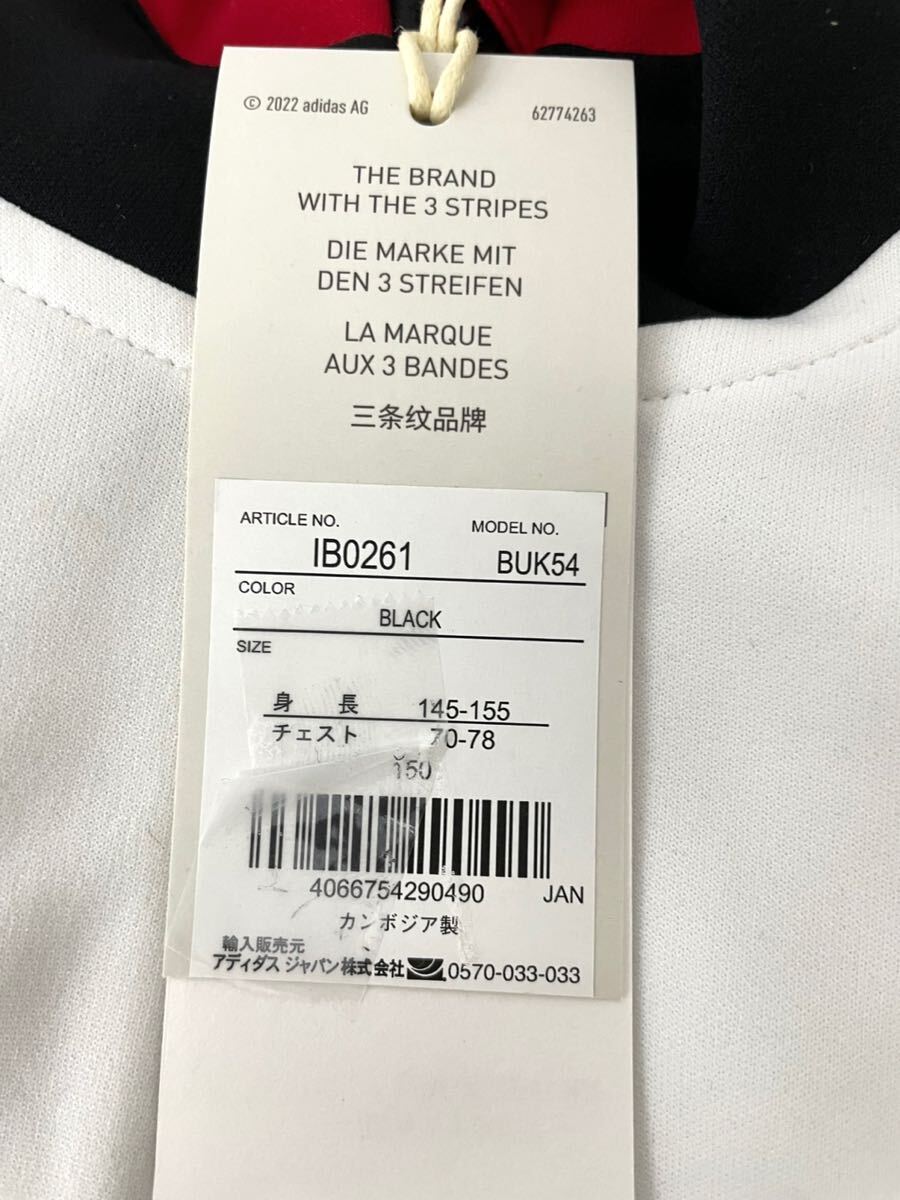 © 2022 adidas AG 62774263
THE BRAND
WITH THE 3 STRIPES
DIE MARKE MIT
DEN 3 STREIFEN
LA MARQUE
AUX 3 BANDES
三条纹品牌
ARTICLE NO. MODEL NO.
IB0261 BUK54
COLOR
BLACK
SIZE
身 長 145-155
チェスト 70-78
150
4066754290490 JAN
カンボジア製
輸入販売元
アディダス ジャパン株式会社 0570-033-033